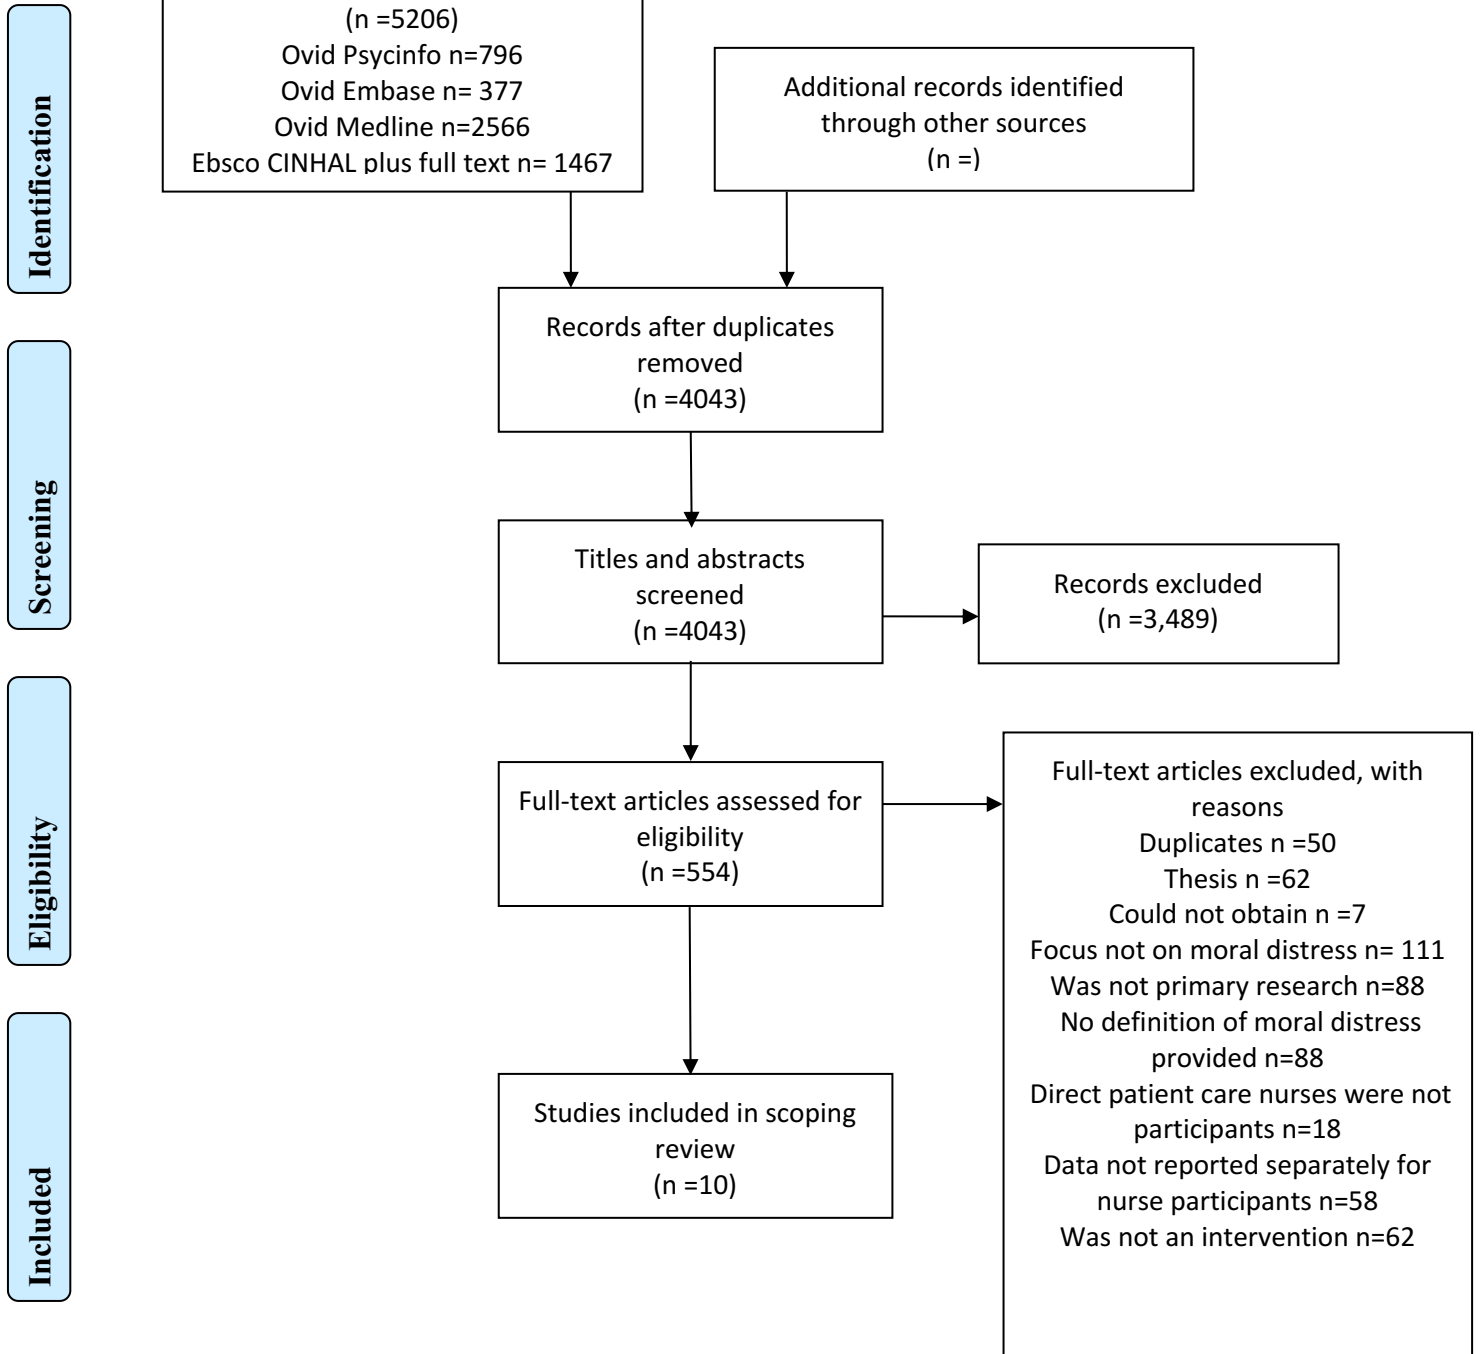 Identification
(n =5206)
Ovid Psycinfo n=796
Ovid Embase n= 377
Ovid Medline n=2566
Ebsco CINHAL plus full text n= 1467
Additional records identified
through other sources
(n =)
Records after duplicates
removed
(n =4043)
Screening
Titles and abstracts
screened
(n =4043)
Records excluded
(n =3,489)
Eligibility
Full-text articles assessed for
eligibility
(n =554)
Full-text articles excluded, with
reasons
Duplicates n =50
Thesis n =62
Could not obtain n =7
Focus not on moral distress n= 111
Was not primary research n=88
No definition of moral distress
provided n=88
Direct patient care nurses were not
participants n=18
Data not reported separately for
nurse participants n=58
Was not an intervention n=62
Included
Studies included in scoping
review
(n =10)